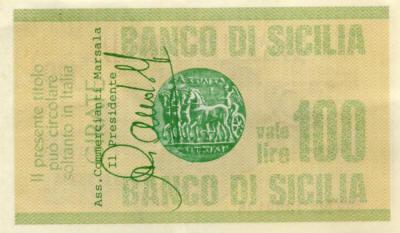 BANCO DI SICILIA
vale
lire 100
BANCO DI SICILIA
Il presente titolo
può circolare
soltanto in Italia
Ass.Commercianti Marsala
Il Presidente